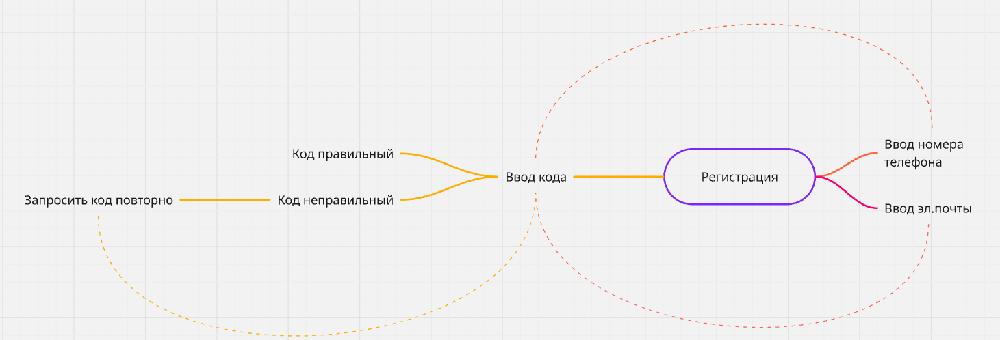 Код правильный
Запросить код повторно
Код неправильный
Ввод кода
Регистрация
Ввод номера
телефона
Ввод эл.почты